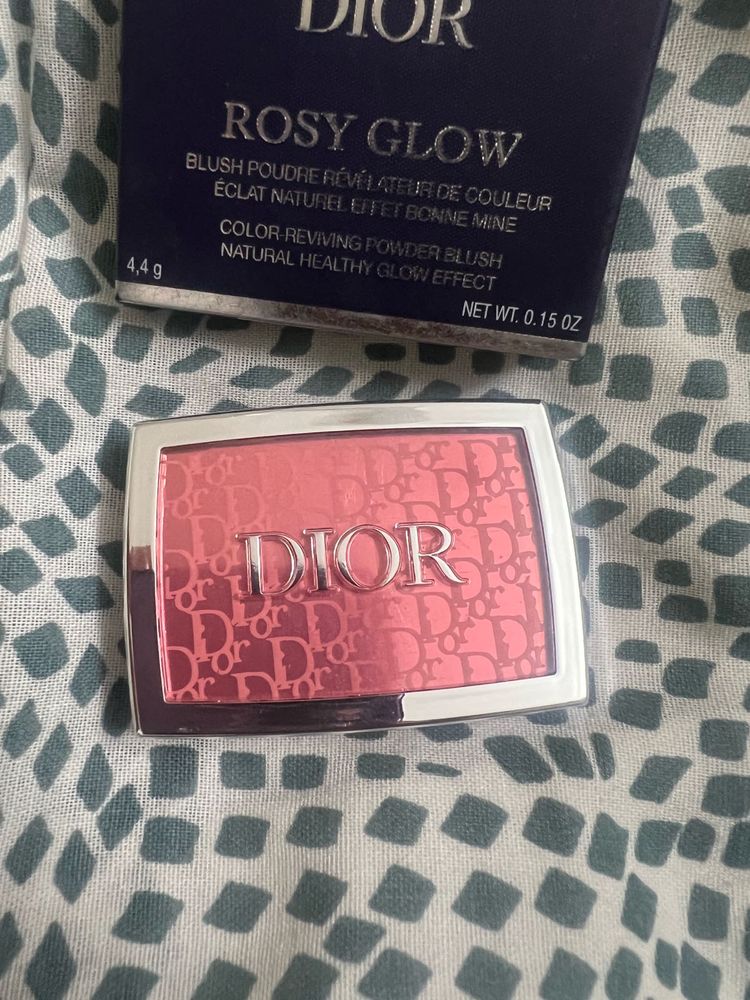 DIOR
ROSY GLOW
BLUSH POUDRE RÉVÉLATEUR DE COULEUR
ÉCLAT NATUREL EFFET BONNE MINE
COLOR-REVIVING POWDER BLUSH
NATURAL HEALTHY GLOW EFFECT
4,4 g
NET WT. 0.15 OZ
DIOR